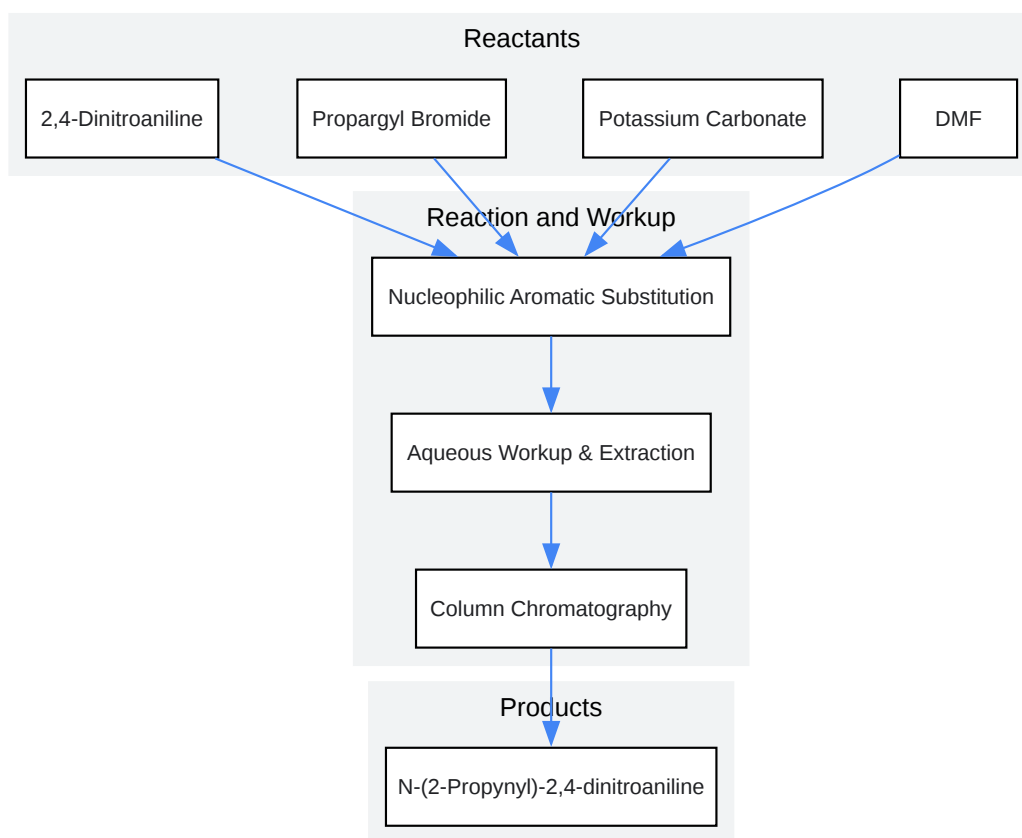 Reactants
2,4-Dinitroaniline
Propargyl Bromide
Potassium Carbonate
DMF
Reaction and Workup
Nucleophilic Aromatic Substitution
Aqueous Workup & Extraction
Column Chromatography
Products
N-(2-Propynyl)-2,4-dinitroaniline